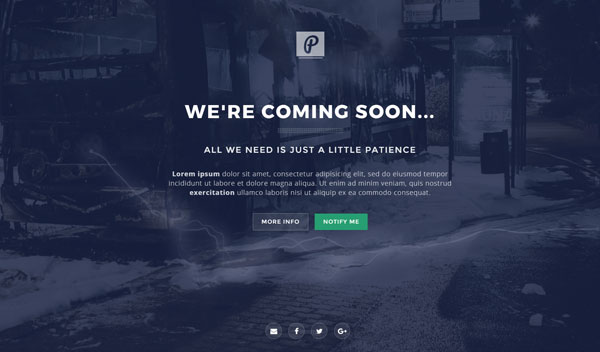 P
WE'RE COMING SOON...
ALL WE NEED IS JUST A LITTLE PATIENCE
Lorem ipsum dolor sit amet, consectetur adipisicing elit, sed do eiusmod tempor
incididunt ut labore et dolore magna aliqua. Ut enim ad minim veniam, quis nostrud
exercitation ullamco laboris nisi ut aliquip ex ea commodo consequat.
MORE INFO
NOTIFY ME
f
G+